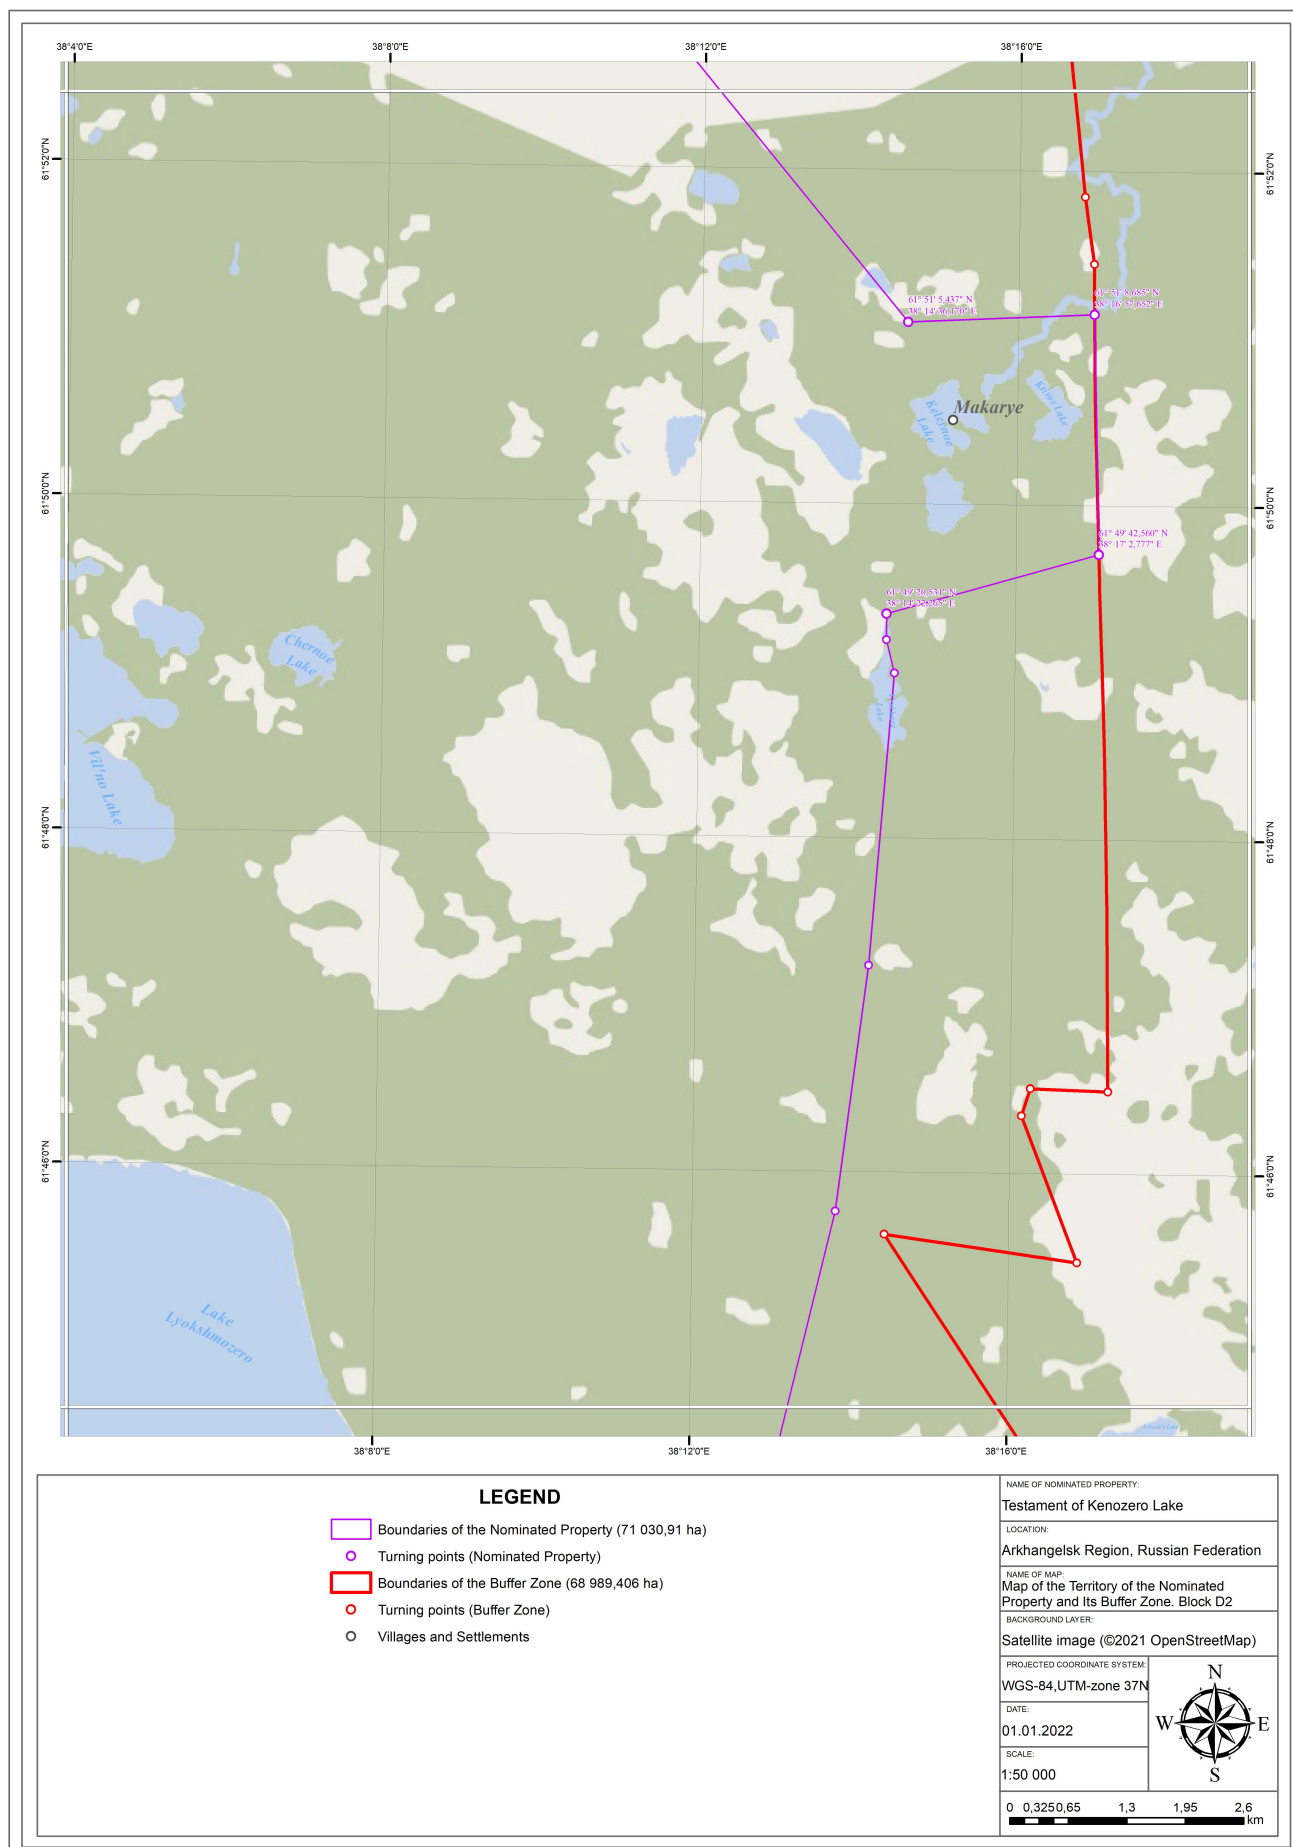 38°4'0"E
38°8'0"E
38°12'0"E
38°16'0"E
61°52'0"N
61°52'0"N
61° 51' 5,437" N
38° 14' 36,170" E
61° 51' 8,685" N
38° 16' 57,652" E
Makarye
Keleynoe
Lake
Krivoe Lake
61°50'0"N
61°50'0"N
61° 49' 42,560" N
38° 17' 2,777" E
61° 49' 20,531" N
38° 14' 22,265" E
Chernoe
Lake
Lake
Vil'no Lake
61°48'0"N
61°48'0"N
61°46'0"N
61°46'0"N
Lake
Lyokshmozero
38°8'0"E
38°12'0"E
38°16'0"E
LEGEND
Boundaries of the Nominated Property (71 030,91 ha)
Turning points (Nominated Property)
Boundaries of the Buffer Zone (68 989,406 ha)
Turning points (Buffer Zone)
Villages and Settlements
NAME OF NOMINATED PROPERTY:
Testament of Kenozero Lake
LOCATION:
Arkhangelsk Region, Russian Federation
NAME OF MAP:
Map of the Territory of the Nominated
Property and Its Buffer Zone. Block D2
BACKGROUND LAYER:
Satellite image (©2021 OpenStreetMap)
PROJECTED COORDINATE SYSTEM:
WGS-84,UTM-zone 37N
DATE:
01.01.2022
SCALE:
1:50 000
N
W
E
S
0 0,325 0,65 1,3 1,95 2,6
km